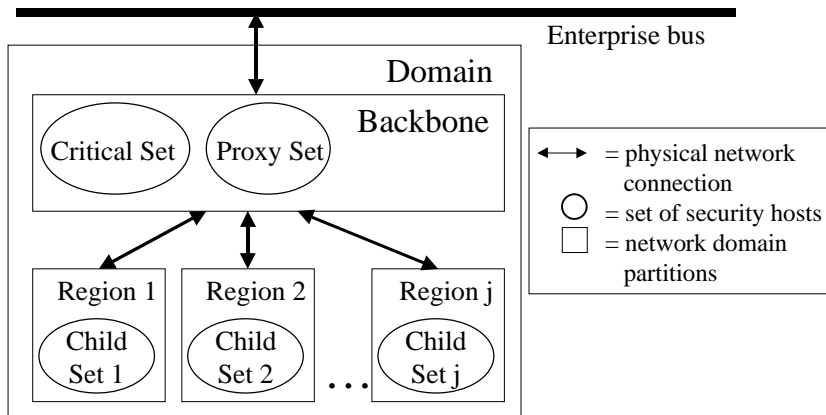 Enterprise bus
Domain
Backbone
Critical Set
Proxy Set
Region 1
Region 2
Region j
Child
Set 1
Child
Set 2
...
Child
Set j
= physical network
connection
= set of security hosts
= network domain
partitions